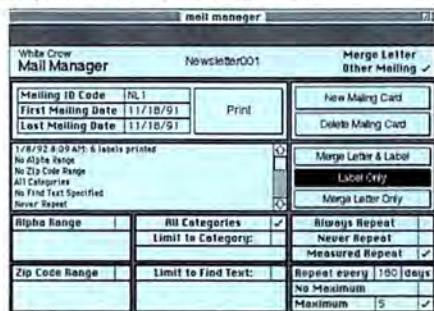 mail manager
White Crow
Mail Manager
Newsletter001
Merge Letter
Other Mailing ✓
Mailing ID Code NL1
First Mailing Date 11/18/91
Last Mailing Date 11/18/91
Print
New Mailing Card
Delete Mailing Card
1/8/92 8:09 AM: 6 labels printed
No Alpha Range
No Zip Code Range
All Categories
No Find Text Specified
Never Repeat
Merge Letter & Label
Label Only
Merge Letter Only
Alpha Range
All Categories ✓
Limit to Category:
Always Repeat
Never Repeat
Measured Repeat ✓
Zip Code Range
Limit to Find Text:
Repeat every 180 days
No Maximum
Maximum 5 ✓